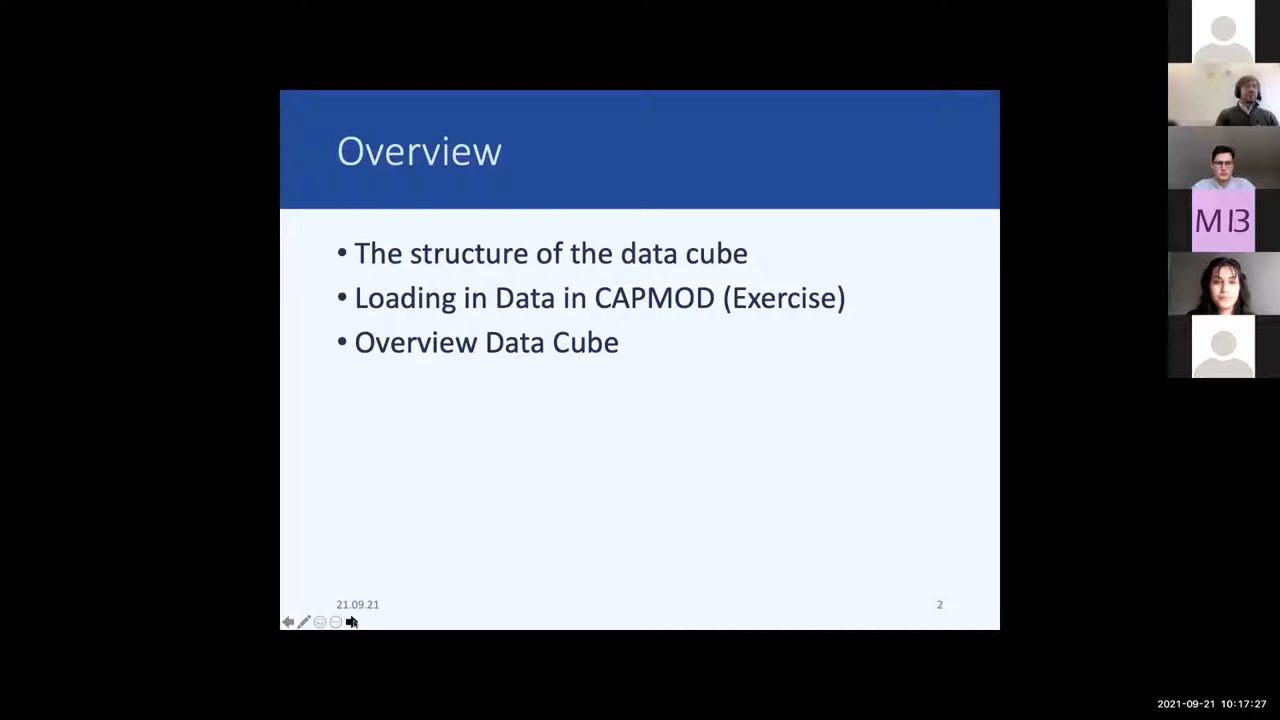 Overview
• The structure of the data cube
• Loading in Data in CAPMOD (Exercise)
• Overview Data Cube
21.09.21
2
M13
2021-09-21 10:17:27